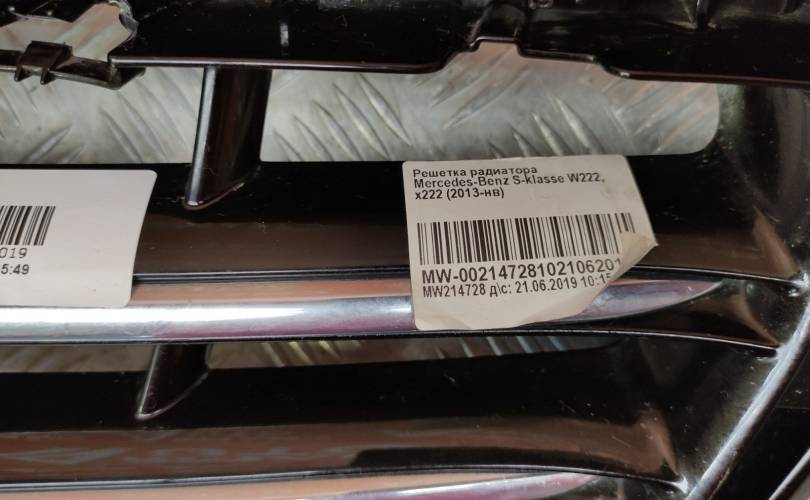 019
5:49
Решетка радиатора
Mercedes-Benz S-klasse W222,
x222 (2013-нв)
MW-00214728102106201
MW214728 д\с: 21.06.2019 10:15